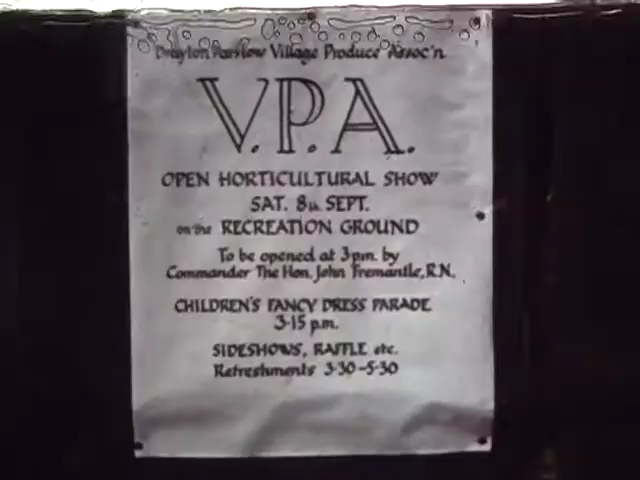 Drayton Parslow Village Produce Assoc'n
V.P.A.
OPEN HORTICULTURAL SHOW
SAT. 8th SEPT.
on the RECREATION GROUND
To be opened at 3pm. by
Commander The Hon. John Fremantle, R.N.
CHILDREN'S FANCY DRESS PARADE
3·15 p.m.
SIDESHOWS, RAFFLE etc.
Refreshments 3·30-5·30